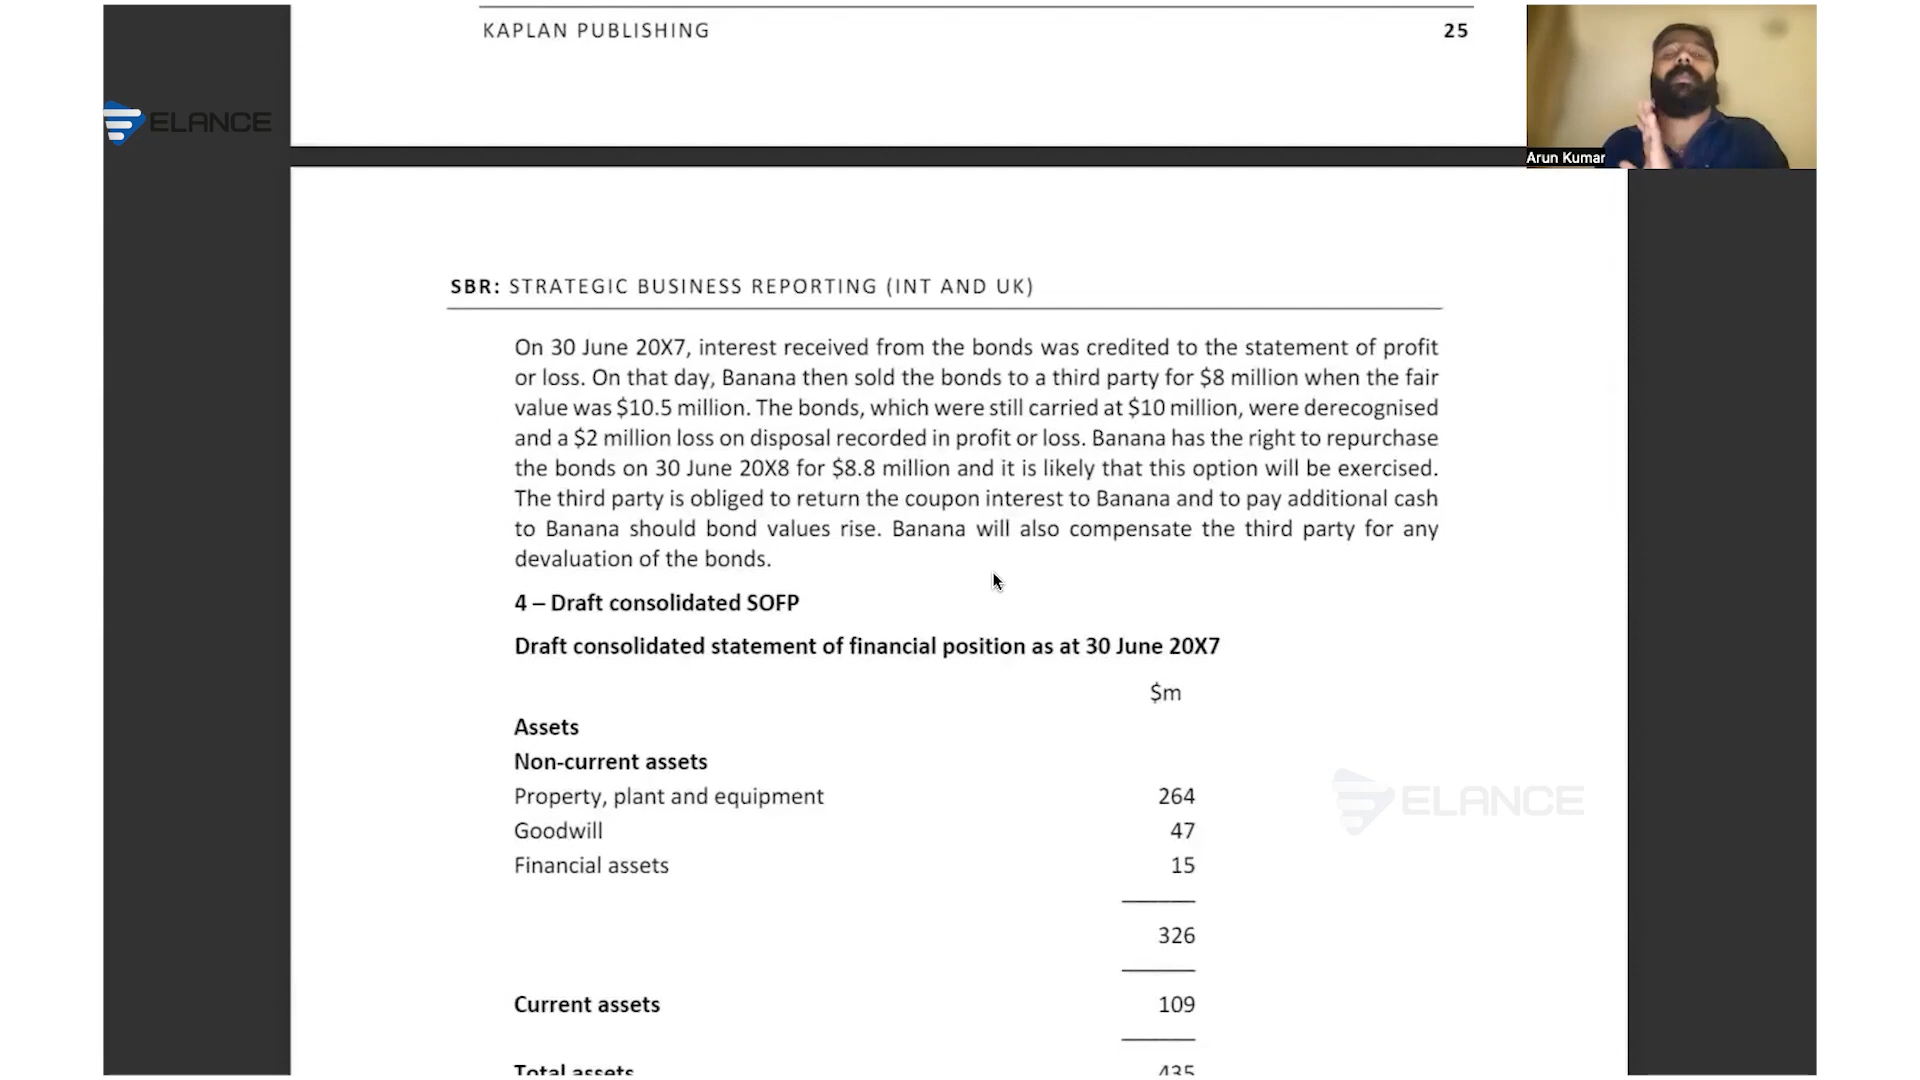 KAPLAN PUBLISHING 25
ELANCE
Arun Kumar
SBR: STRATEGIC BUSINESS REPORTING (INT AND UK)
On 30 June 20X7, interest received from the bonds was credited to the statement of profit
or loss. On that day, Banana then sold the bonds to a third party for $8 million when the fair
value was $10.5 million. The bonds, which were still carried at $10 million, were derecognised
and a $2 million loss on disposal recorded in profit or loss. Banana has the right to repurchase
the bonds on 30 June 20X8 for $8.8 million and it is likely that this option will be exercised.
The third party is obliged to return the coupon interest to Banana and to pay additional cash
to Banana should bond values rise. Banana will also compensate the third party for any
devaluation of the bonds.
4 – Draft consolidated SOFP
Draft consolidated statement of financial position as at 30 June 20X7
$m
Assets
Non-current assets
Property, plant and equipment 264
Goodwill 47
ELANCE
Financial assets 15
326
Current assets 109
Total assets 435